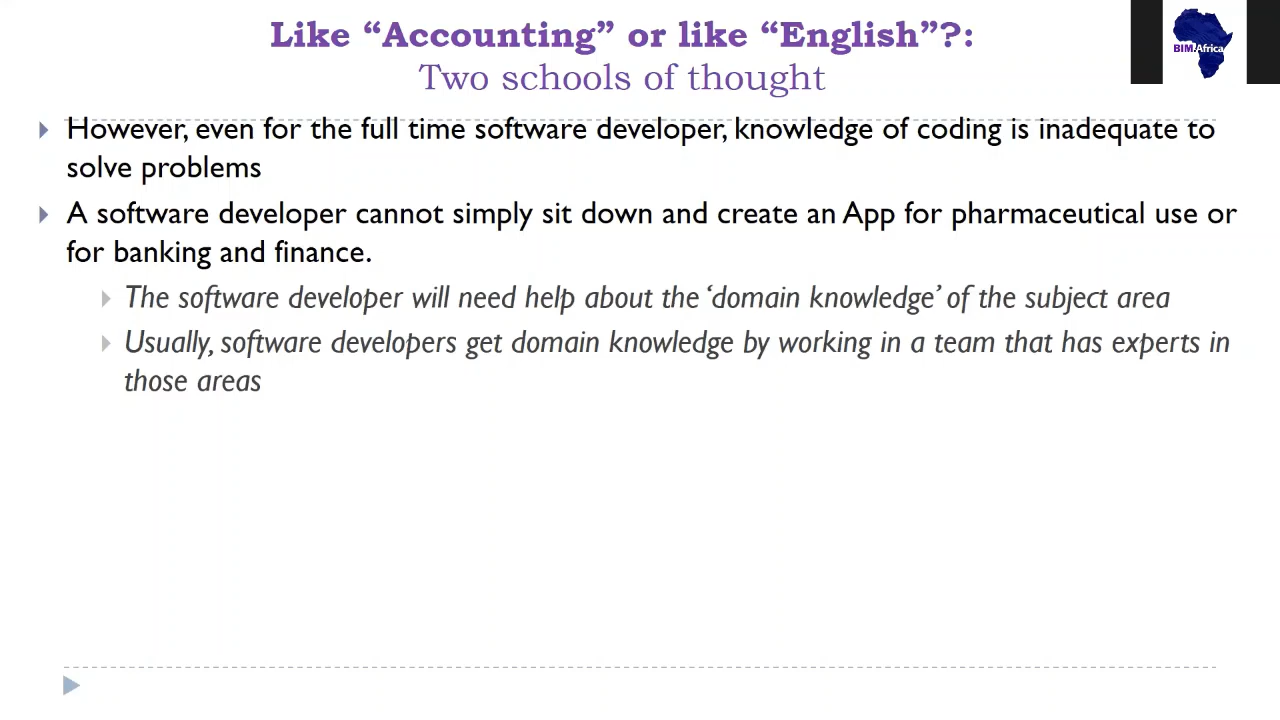 Like “Accounting” or like “English”?:
Two schools of thought
BIM Africa
However, even for the full time software developer, knowledge of coding is inadequate to
solve problems
A software developer cannot simply sit down and create an App for pharmaceutical use or
for banking and finance.
The software developer will need help about the ‘domain knowledge’ of the subject area
Usually, software developers get domain knowledge by working in a team that has experts in
those areas